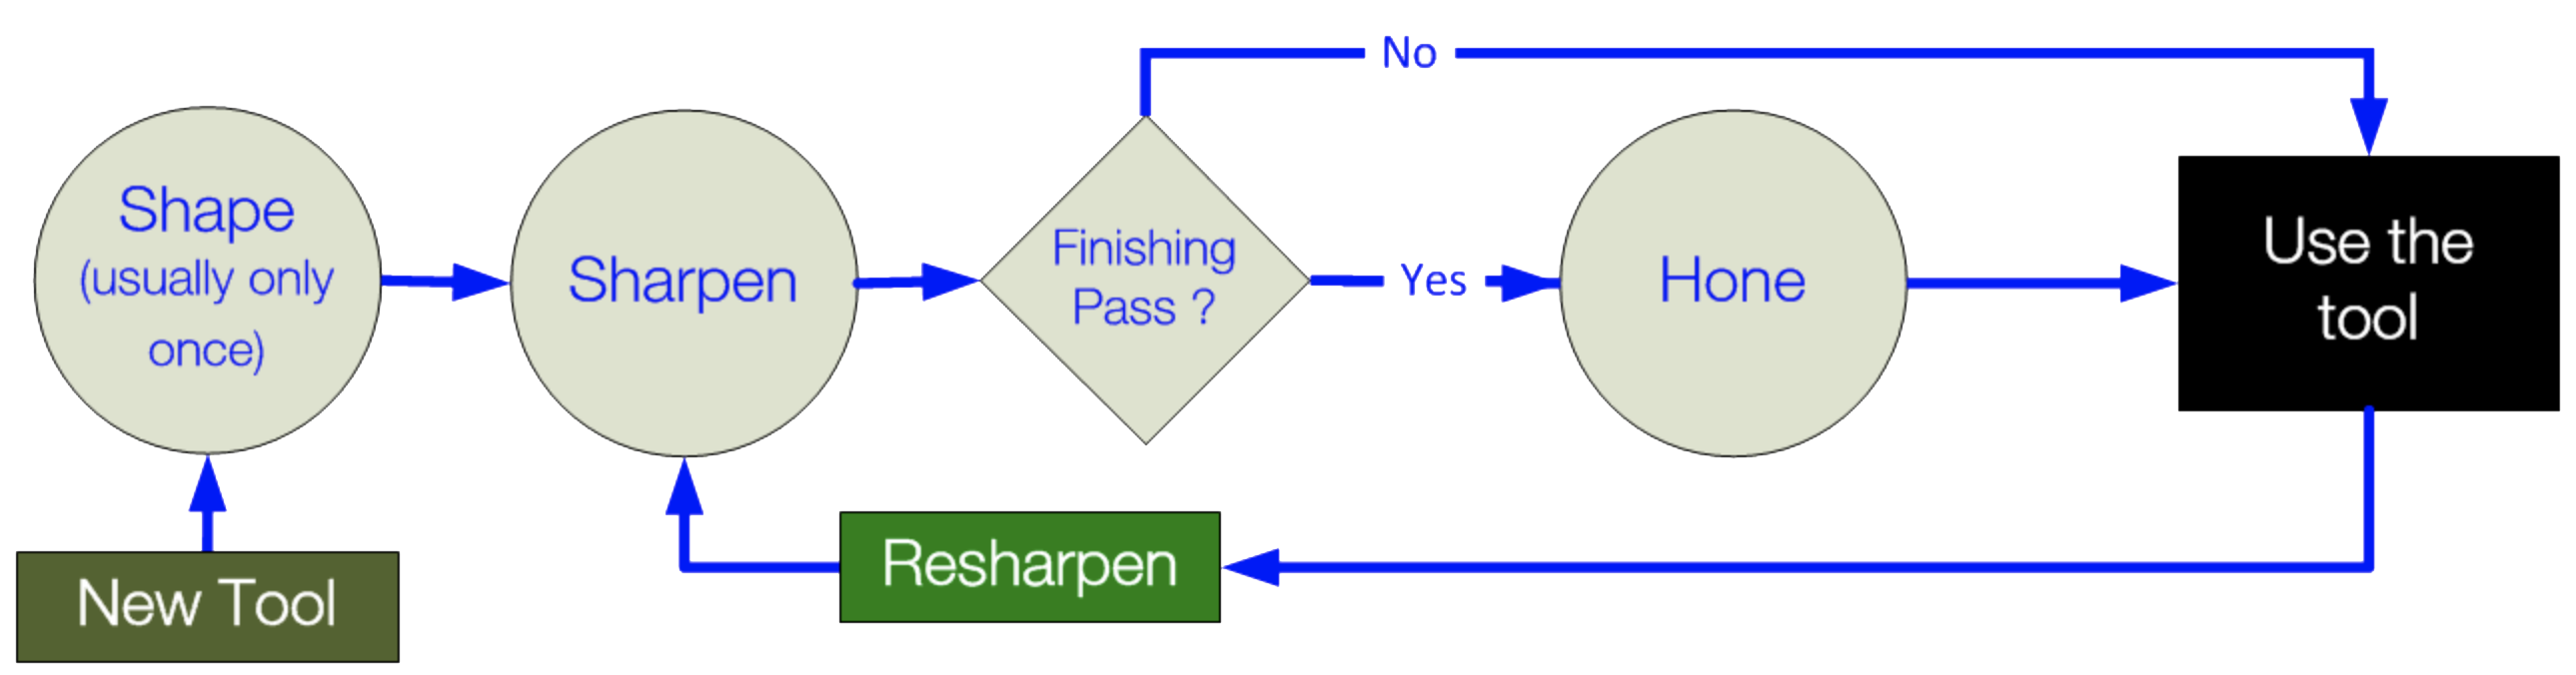 No
Shape
(usually only
once)
Sharpen
Finishing
Pass ?
Yes
Hone
Use the
tool
New Tool
Resharpen